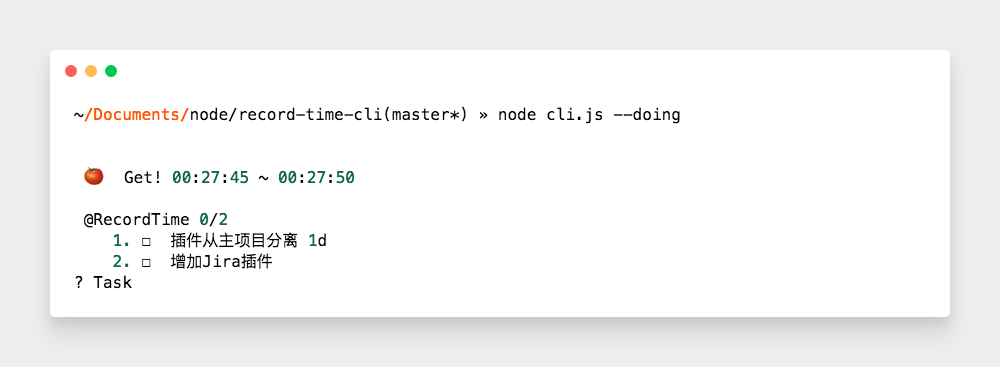 ~/Documents/node/record-time-cli(master*) » node cli.js --doing
🍅 Get! 00:27:45 ~ 00:27:50
@RecordTime 0/2
1. ☐ 插件从主项目分离 1d
2. ☐ 增加Jira插件
? Task